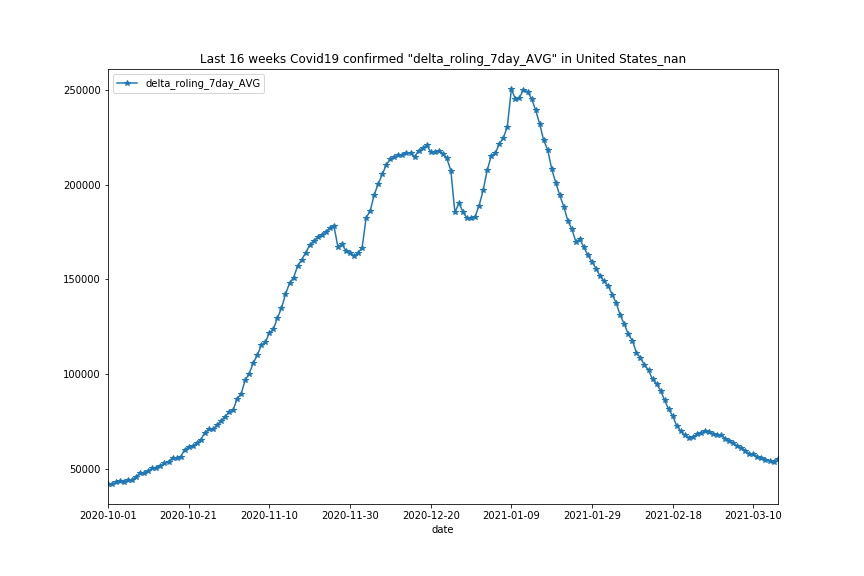 Last 16 weeks Covid19 confirmed "delta_roling_7day_AVG" in United States_nan
delta_roling_7day_AVG
250000
200000
150000
100000
50000
2020-10-01 2020-10-21 2020-11-10 2020-11-30 2020-12-20 2021-01-09 2021-01-29 2021-02-18 2021-03-10
date